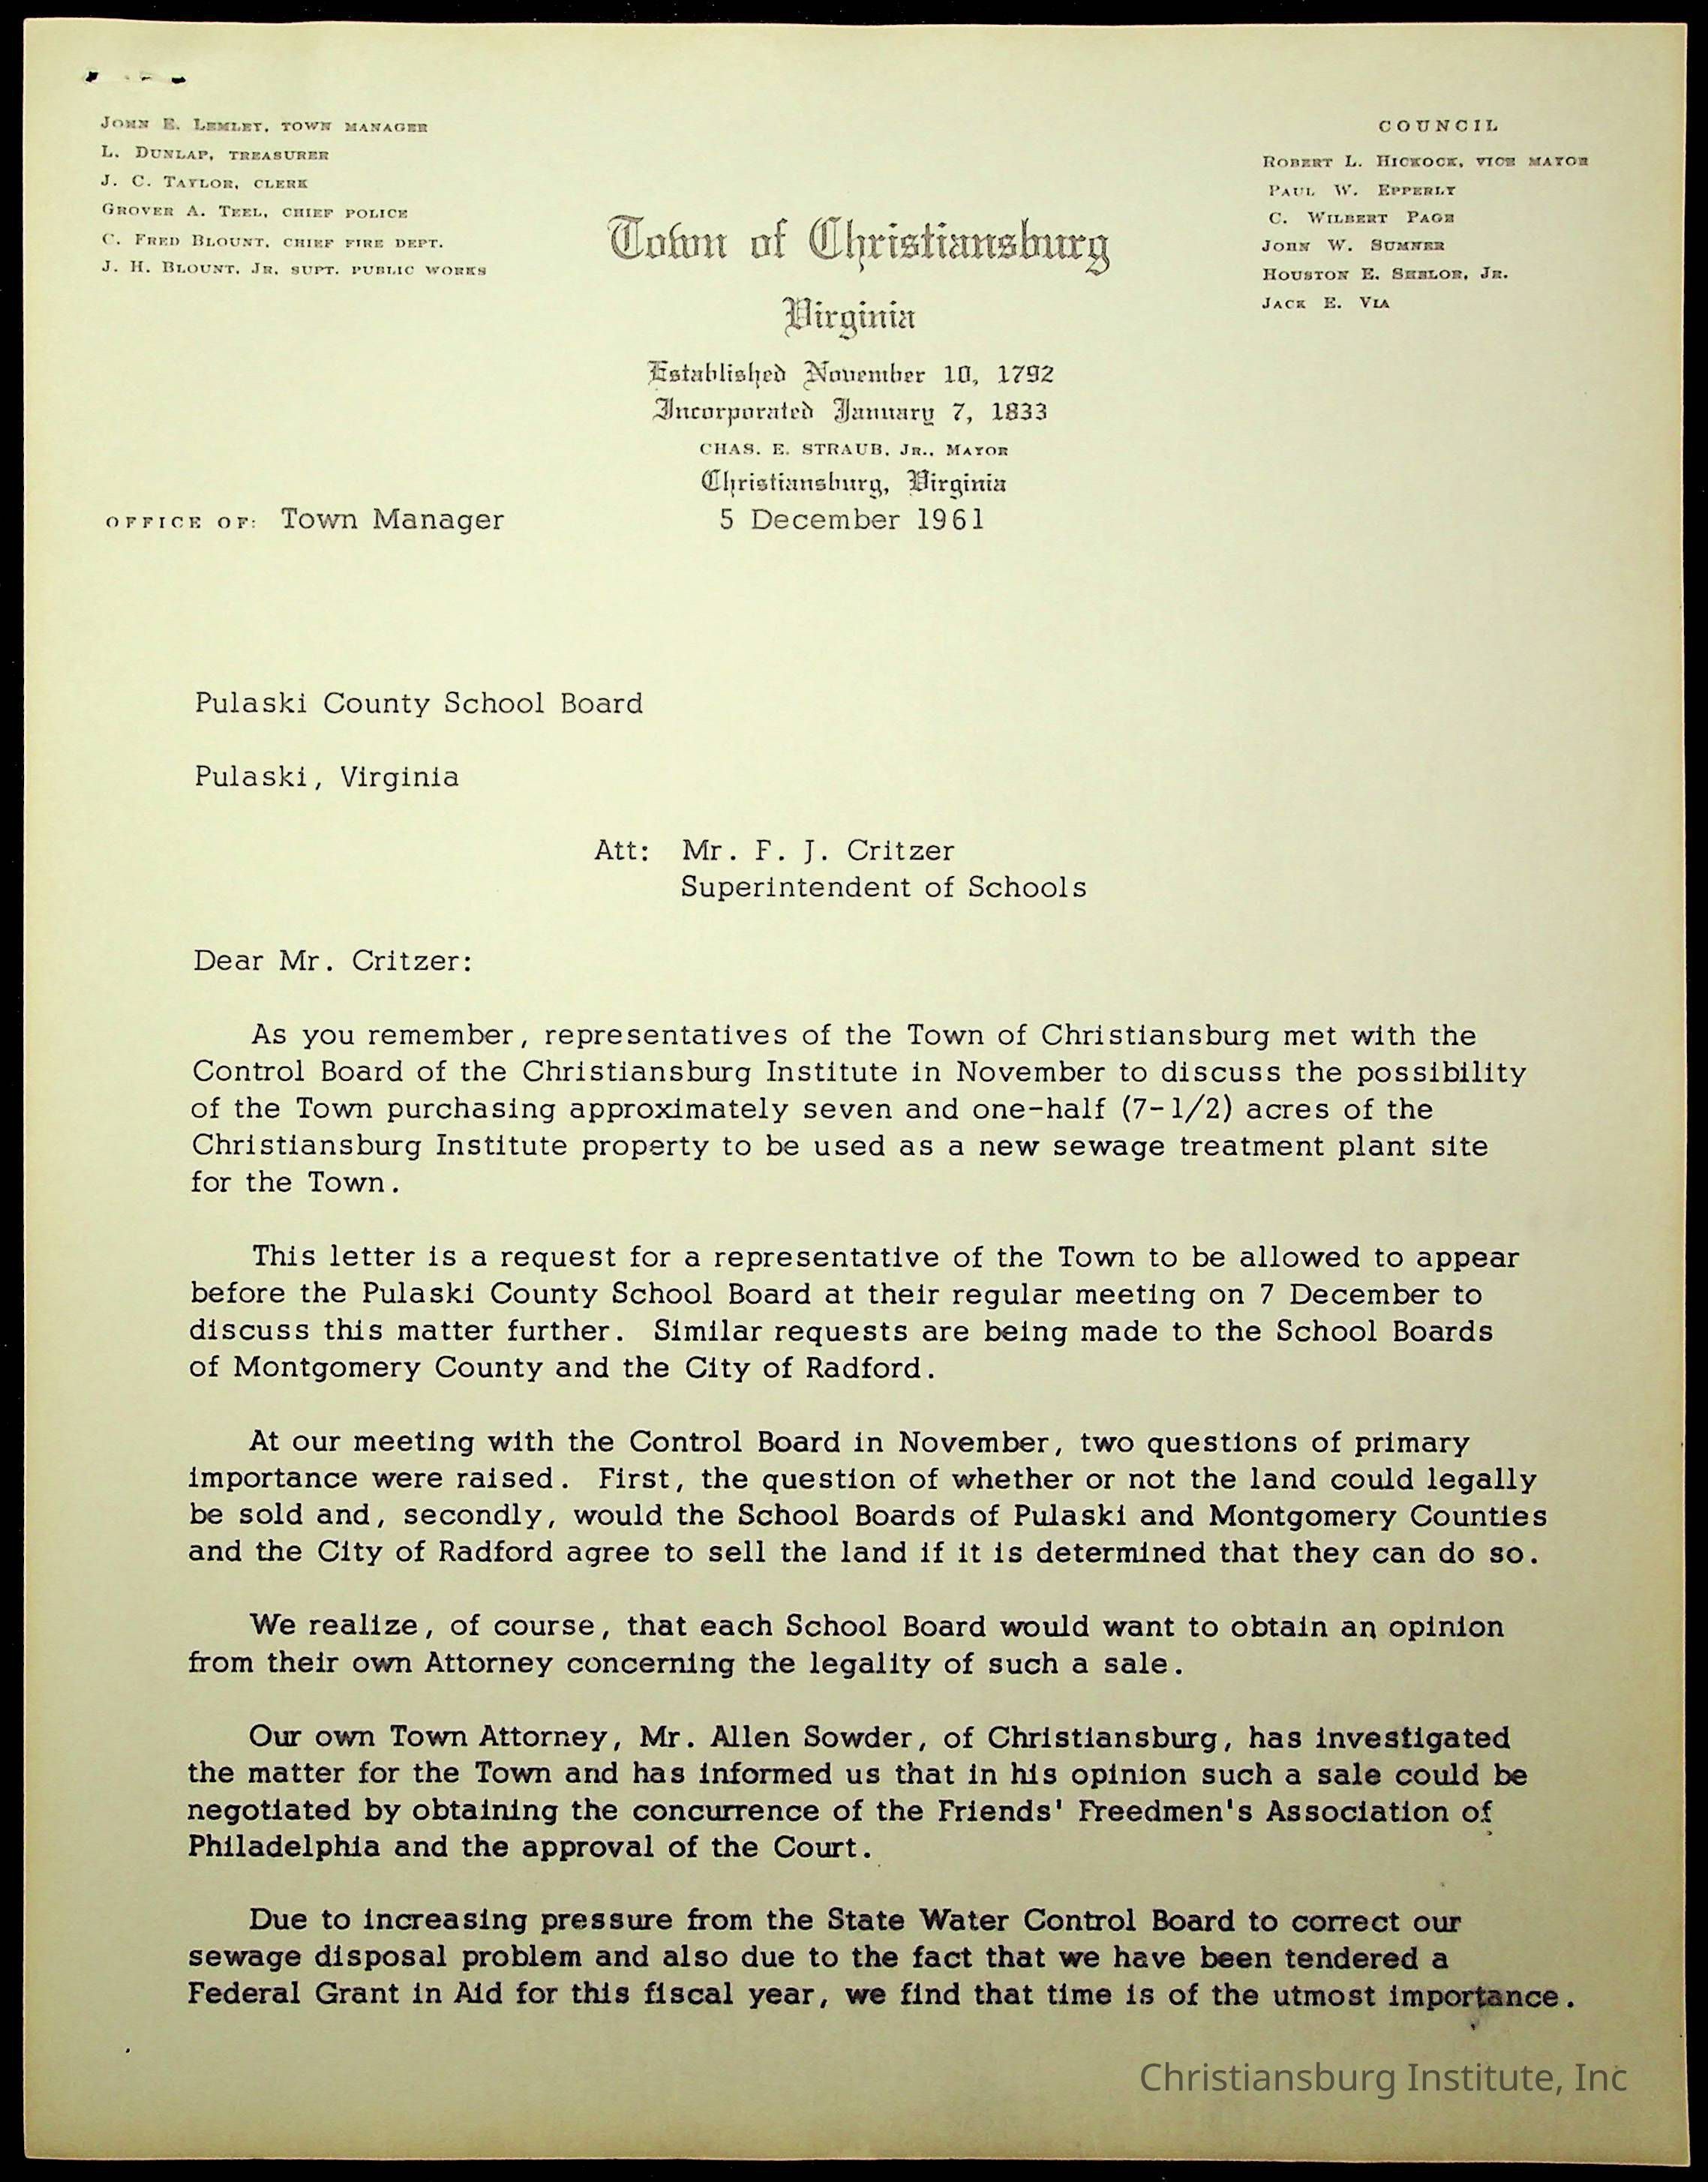 John E. Lemley, Town Manager
L. Dunlap, Treasurer
J. C. Taylor, Clerk
Grover A. Teel, Chief Police
C. Fred Blount, Chief Fire Dept.
J. H. Blount, Jr. Supt. Public Works
COUNCIL
Robert L. Hickock, Vice Mayor
Paul W. Epperly
C. Wilbert Page
John W. Sumner
Houston E. Seelor, Jr.
Jack E. Via
Town of Christiansburg
Virginia
Established November 10, 1792
Incorporated January 7, 1833
CHAS. E. STRAUB, Jr., Mayor
Christiansburg, Virginia
OFFICE OF: Town Manager
5 December 1961
Pulaski County School Board
Pulaski, Virginia
Att: Mr. F. J. Critzer
Superintendent of Schools
Dear Mr. Critzer:
As you remember, representatives of the Town of Christiansburg met with the
Control Board of the Christiansburg Institute in November to discuss the possibility
of the Town purchasing approximately seven and one-half (7-1/2) acres of the
Christiansburg Institute property to be used as a new sewage treatment plant site
for the Town.
This letter is a request for a representative of the Town to be allowed to appear
before the Pulaski County School Board at their regular meeting on 7 December to
discuss this matter further. Similar requests are being made to the School Boards
of Montgomery County and the City of Radford.
At our meeting with the Control Board in November, two questions of primary
importance were raised. First, the question of whether or not the land could legally
be sold and, secondly, would the School Boards of Pulaski and Montgomery Counties
and the City of Radford agree to sell the land if it is determined that they can do so.
We realize, of course, that each School Board would want to obtain an opinion
from their own Attorney concerning the legality of such a sale.
Our own Town Attorney, Mr. Allen Sowder, of Christiansburg, has investigated
the matter for the Town and has informed us that in his opinion such a sale could be
negotiated by obtaining the concurrence of the Friends' Freedmen's Association of
Philadelphia and the approval of the Court.
Due to increasing pressure from the State Water Control Board to correct our
sewage disposal problem and also due to the fact that we have been tendered a
Federal Grant in Aid for this fiscal year, we find that time is of the utmost importance.
Christiansburg Institute, Inc